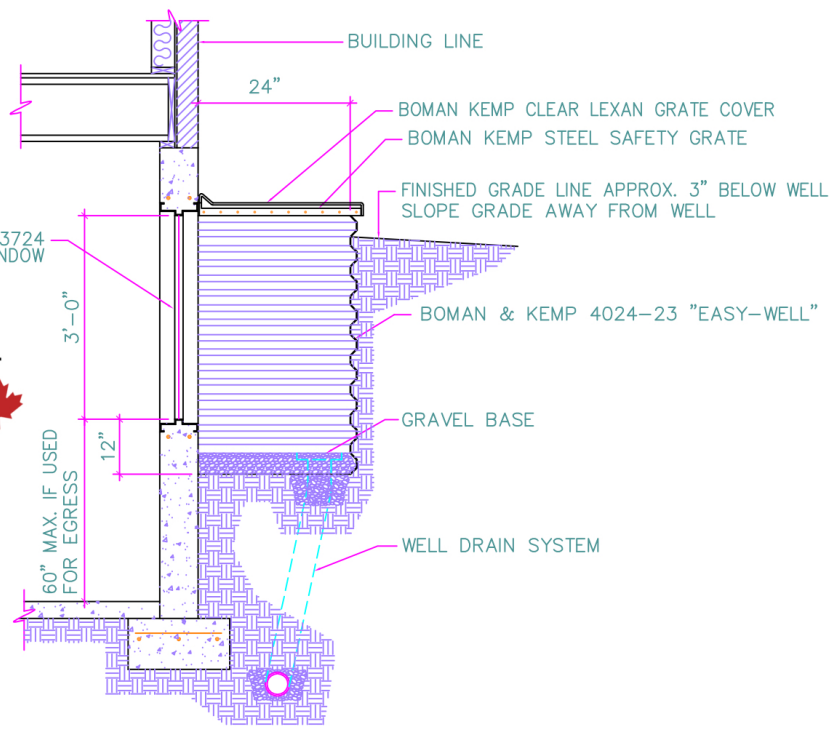 BUILDING LINE
24"
BOMAN KEMP CLEAR LEXAN GRATE COVER
BOMAN KEMP STEEL SAFETY GRATE
FINISHED GRADE LINE APPROX. 3" BELOW WELL
SLOPE GRADE AWAY FROM WELL
3724
3'-0"
BOMAN & KEMP 4024-23 "EASY-WELL"
GRAVEL BASE
12"
60" MAX. IF USED
FOR EGRESS
WELL DRAIN SYSTEM